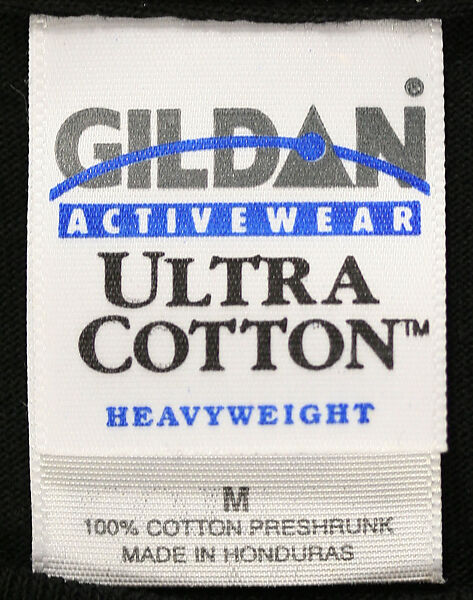 ®
GILDAN
ACTIVEWEAR
ULTRA
COTTON™
HEAVYWEIGHT
M
100% COTTON PRESHRUNK
MADE IN HONDURAS